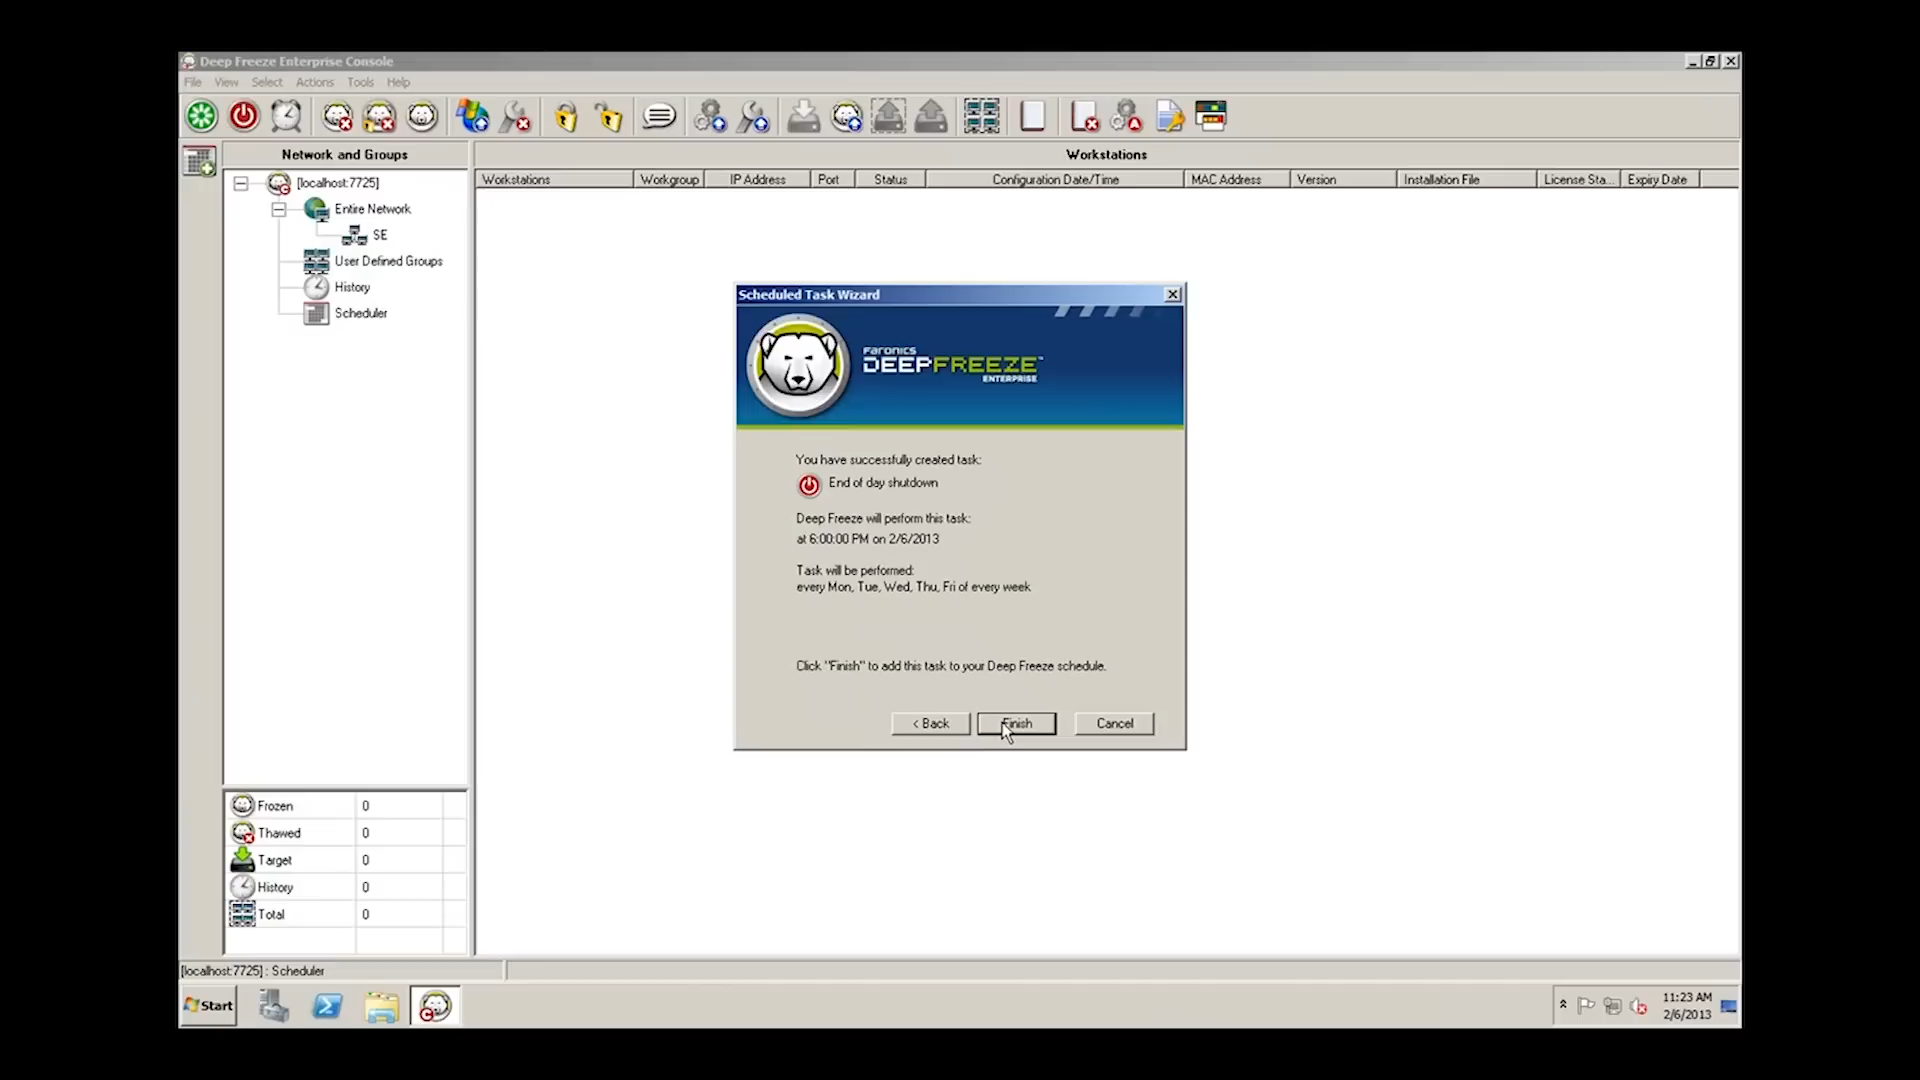 Deep Freeze Enterprise Console
File View Select Actions Tools Help
Network and Groups
Workstations
[localhost:7725]
Entire Network
SE
User Defined Groups
History
Scheduler
Workstations Workgroup IP Address Port Status Configuration Date/Time MAC Address Version Installation File License Sta... Expiry Date
Scheduled Task Wizard
Faronics
DEEPFREEZE™
ENTERPRISE
You have successfully created task:
End of day shutdown
Deep Freeze will perform this task:
at 6:00:00 PM on 2/6/2013
Task will be performed:
every Mon, Tue, Wed, Thu, Fri of every week
Click "Finish" to add this task to your Deep Freeze schedule.
< Back Finish Cancel
Frozen 0
Thawed 0
Target 0
History 0
Total 0
[localhost:7725] : Scheduler
Start
11:23 AM
2/6/2013